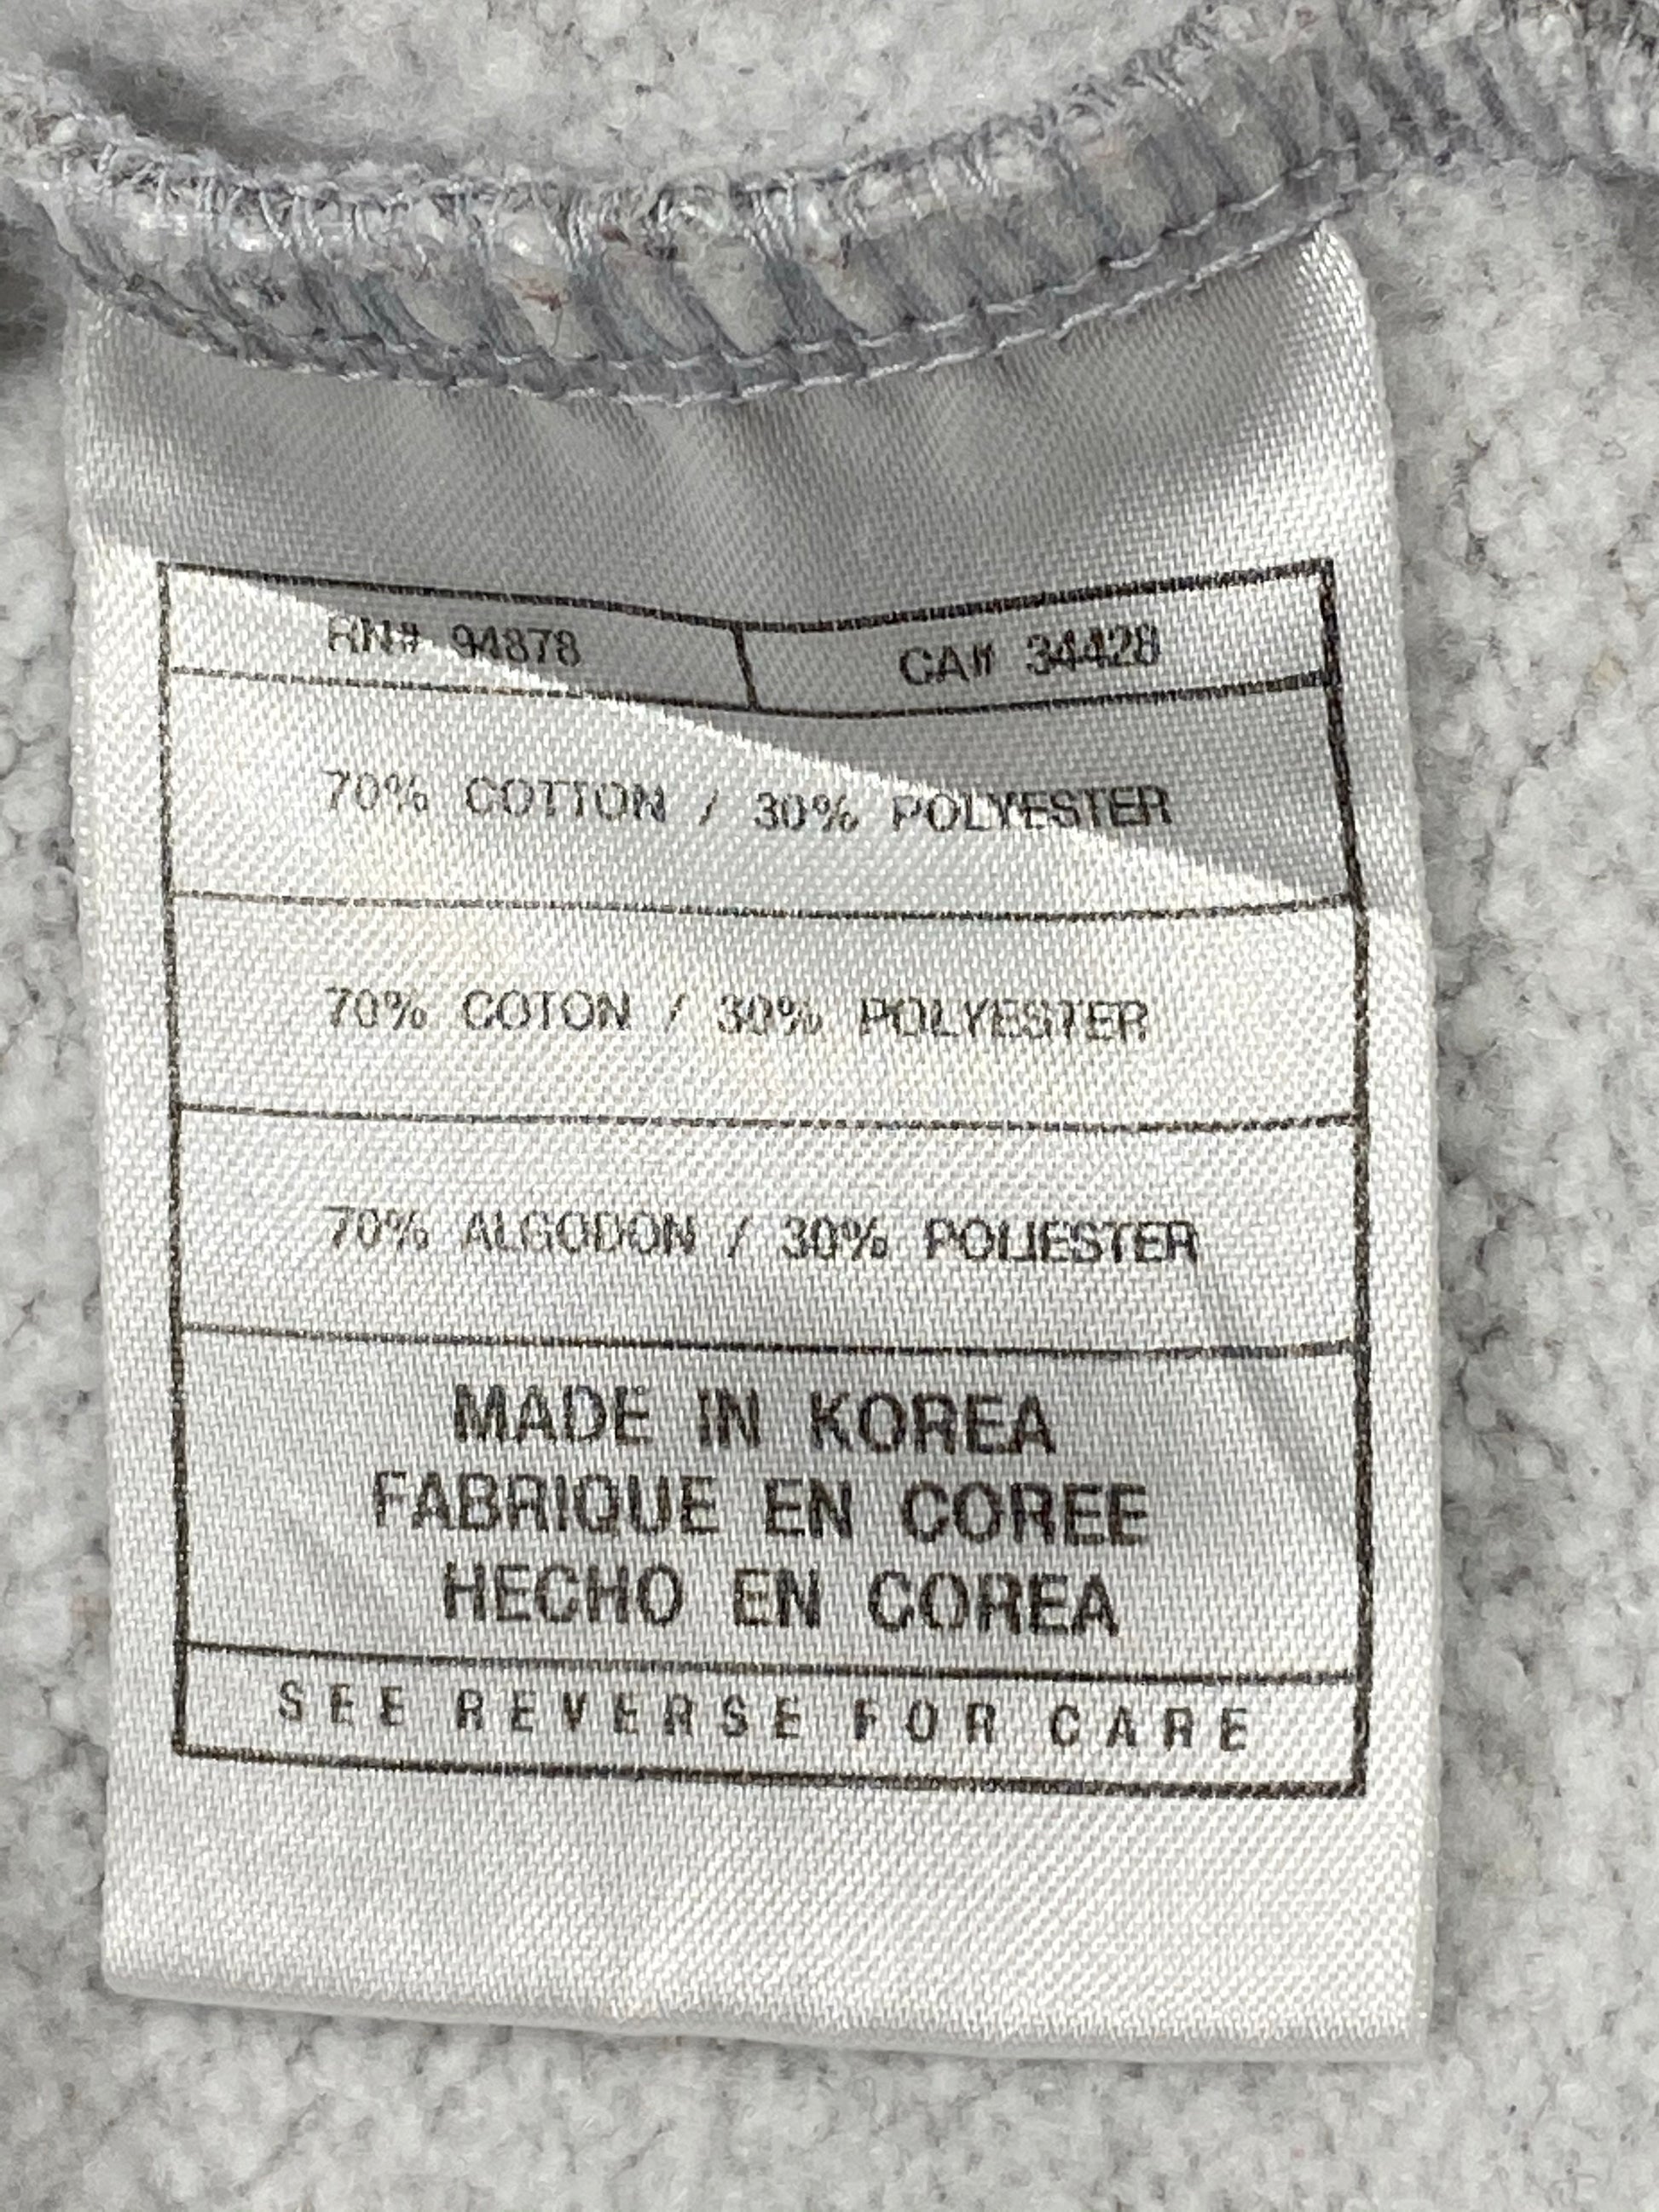 RN# 94878 CA# 34428
70% COTTON / 30% POLYESTER
70% COTON / 30% POLYESTER
70% ALGODON / 30% POLIESTER
MADE IN KOREA
FABRIQUE EN COREE
HECHO EN COREA
SEE REVERSE FOR CARE